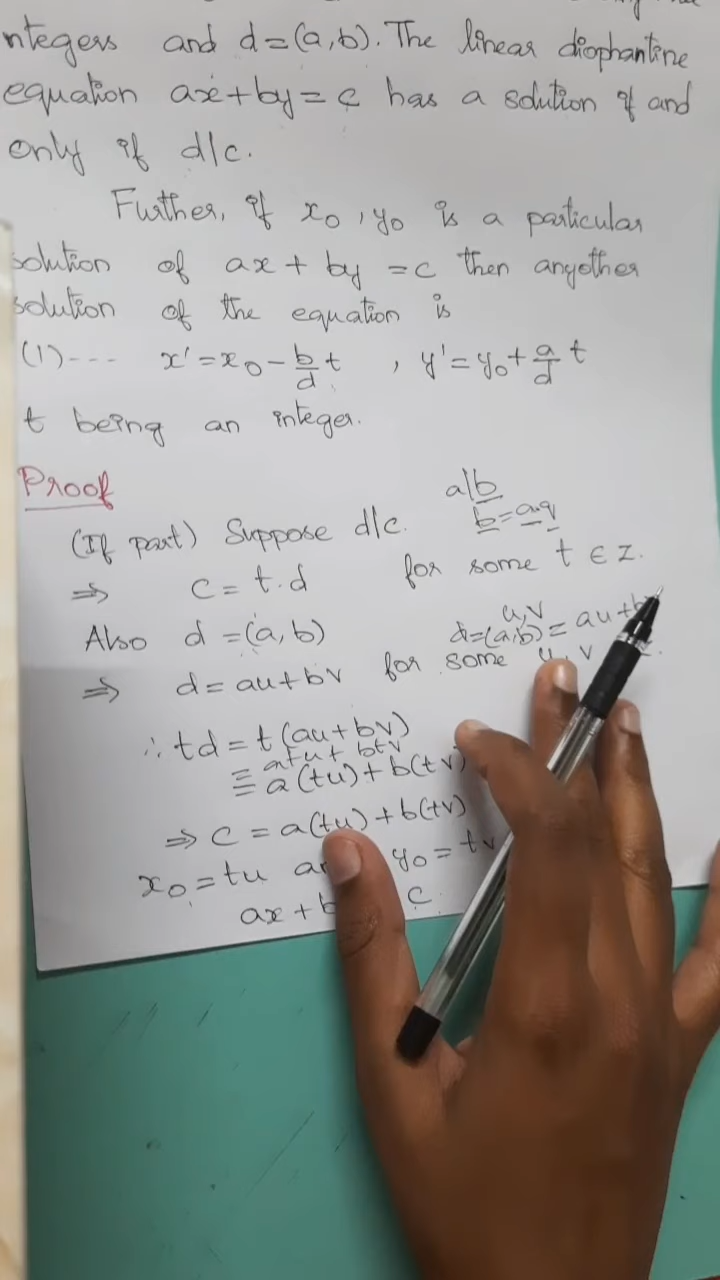 ntegers and d=(a,b). The linear diophantine
equation ax+by=c has a solution if and
only if d|c.
Further, if x₀, y₀ is a particular
solution of ax + by =c then anyother
solution of the equation is
(1)--- x'=x₀-b/d t , y'=y₀+a/d t
t being an integer.
Proof
a|b
b=a.q
(If part) Suppose d|c.
⇒ c = t.d for some t ∈ Z.
Also d =(a,b)
u,v
d=(a,b)= au+b
⇒ d= au+bv for some u, v
∴ td = t(au+bv)
= atu + btv
= a(tu)+b(tv)
⇒ c = a(tu)+b(tv)
x₀=tu y₀=tv
ax+b c